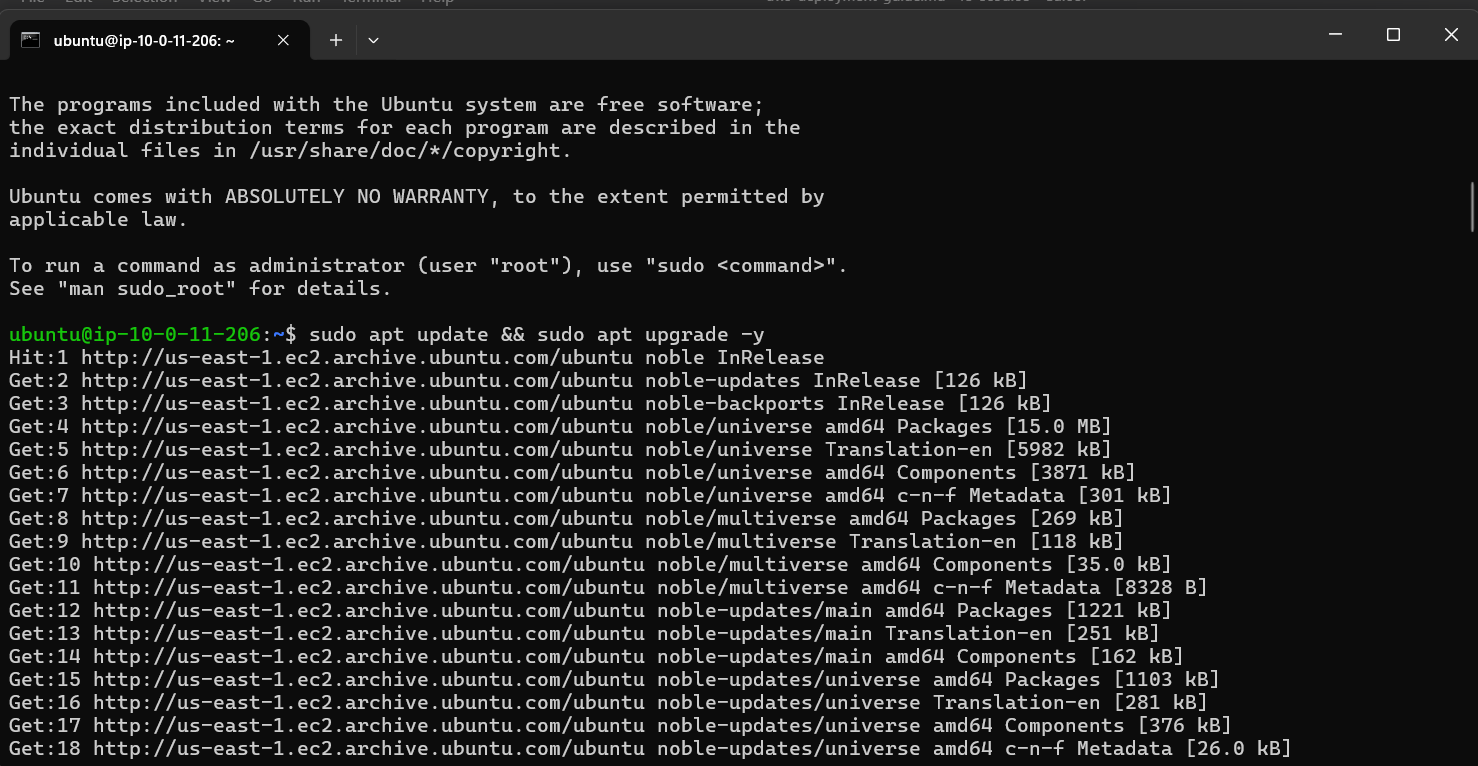 ubuntu@ip-10-0-11-206: ~
The programs included with the Ubuntu system are free software;
the exact distribution terms for each program are described in the
individual files in /usr/share/doc/*/copyright.
Ubuntu comes with ABSOLUTELY NO WARRANTY, to the extent permitted by
applicable law.
To run a command as administrator (user "root"), use "sudo <command>".
See "man sudo_root" for details.
ubuntu@ip-10-0-11-206:~$ sudo apt update && sudo apt upgrade -y
Hit:1 http://us-east-1.ec2.archive.ubuntu.com/ubuntu noble InRelease
Get:2 http://us-east-1.ec2.archive.ubuntu.com/ubuntu noble-updates InRelease [126 kB]
Get:3 http://us-east-1.ec2.archive.ubuntu.com/ubuntu noble-backports InRelease [126 kB]
Get:4 http://us-east-1.ec2.archive.ubuntu.com/ubuntu noble/universe amd64 Packages [15.0 MB]
Get:5 http://us-east-1.ec2.archive.ubuntu.com/ubuntu noble/universe Translation-en [5982 kB]
Get:6 http://us-east-1.ec2.archive.ubuntu.com/ubuntu noble/universe amd64 Components [3871 kB]
Get:7 http://us-east-1.ec2.archive.ubuntu.com/ubuntu noble/universe amd64 c-n-f Metadata [301 kB]
Get:8 http://us-east-1.ec2.archive.ubuntu.com/ubuntu noble/multiverse amd64 Packages [269 kB]
Get:9 http://us-east-1.ec2.archive.ubuntu.com/ubuntu noble/multiverse Translation-en [118 kB]
Get:10 http://us-east-1.ec2.archive.ubuntu.com/ubuntu noble/multiverse amd64 Components [35.0 kB]
Get:11 http://us-east-1.ec2.archive.ubuntu.com/ubuntu noble/multiverse amd64 c-n-f Metadata [8328 B]
Get:12 http://us-east-1.ec2.archive.ubuntu.com/ubuntu noble-updates/main amd64 Packages [1221 kB]
Get:13 http://us-east-1.ec2.archive.ubuntu.com/ubuntu noble-updates/main Translation-en [251 kB]
Get:14 http://us-east-1.ec2.archive.ubuntu.com/ubuntu noble-updates/main amd64 Components [162 kB]
Get:15 http://us-east-1.ec2.archive.ubuntu.com/ubuntu noble-updates/universe amd64 Packages [1103 kB]
Get:16 http://us-east-1.ec2.archive.ubuntu.com/ubuntu noble-updates/universe Translation-en [281 kB]
Get:17 http://us-east-1.ec2.archive.ubuntu.com/ubuntu noble-updates/universe amd64 Components [376 kB]
Get:18 http://us-east-1.ec2.archive.ubuntu.com/ubuntu noble-updates/universe amd64 c-n-f Metadata [26.0 kB]